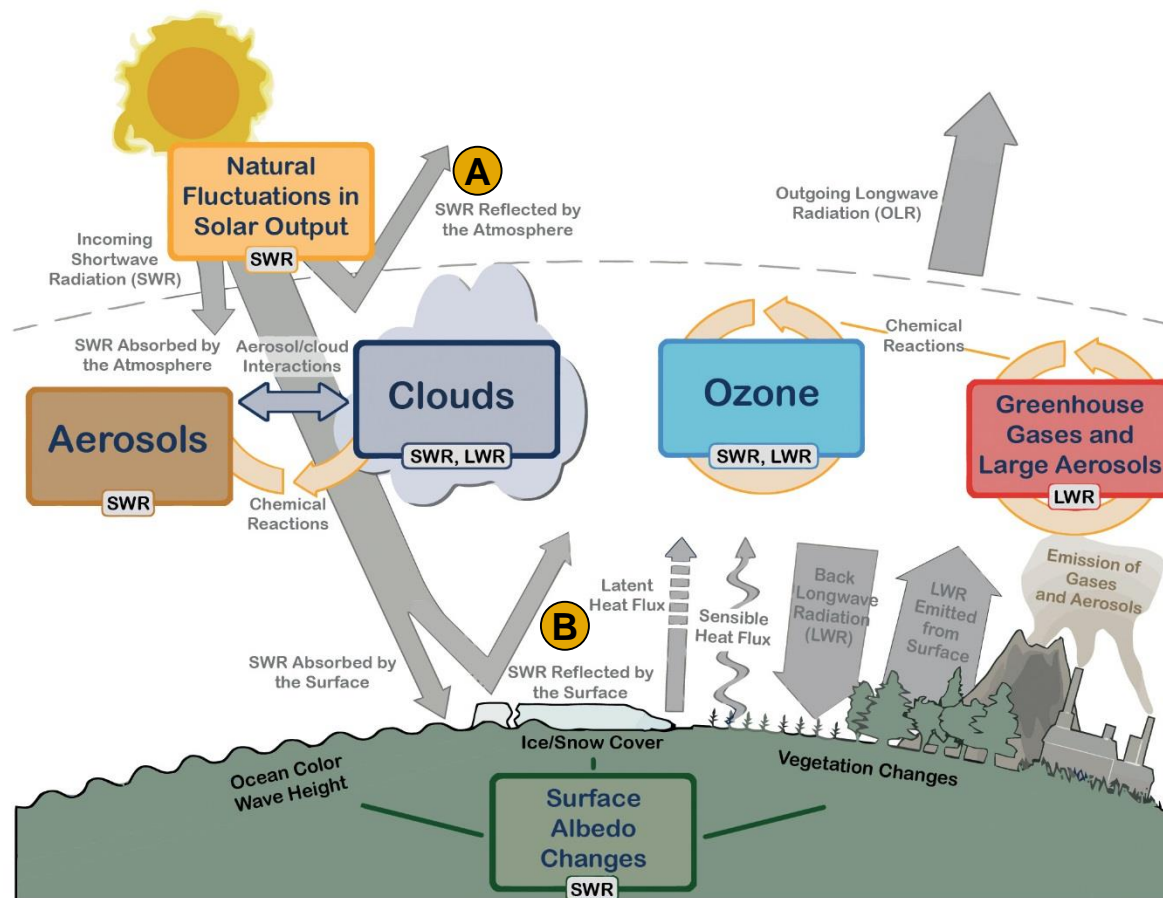 Natural
Fluctuations in
Solar Output
SWR
A
SWR Reflected by
the Atmosphere
Outgoing Longwave
Radiation (OLR)
Incoming
Shortwave
Radiation (SWR)
SWR Absorbed by
the Atmosphere
Aerosol/cloud
Interactions
Chemical
Reactions
Aerosols
SWR
Clouds
SWR, LWR
Ozone
SWR, LWR
Greenhouse
Gases and
Large Aerosols
LWR
Chemical
Reactions
Emission of
Gases
and Aerosols
Latent
Heat Flux
Sensible
Heat Flux
Back
Longwave
Radiation
(LWR)
LWR
Emitted
from
Surface
B
SWR Absorbed by
the Surface
SWR Reflected by
the Surface
Ice/Snow Cover
Ocean Color
Wave Height
Vegetation Changes
Surface
Albedo
Changes
SWR